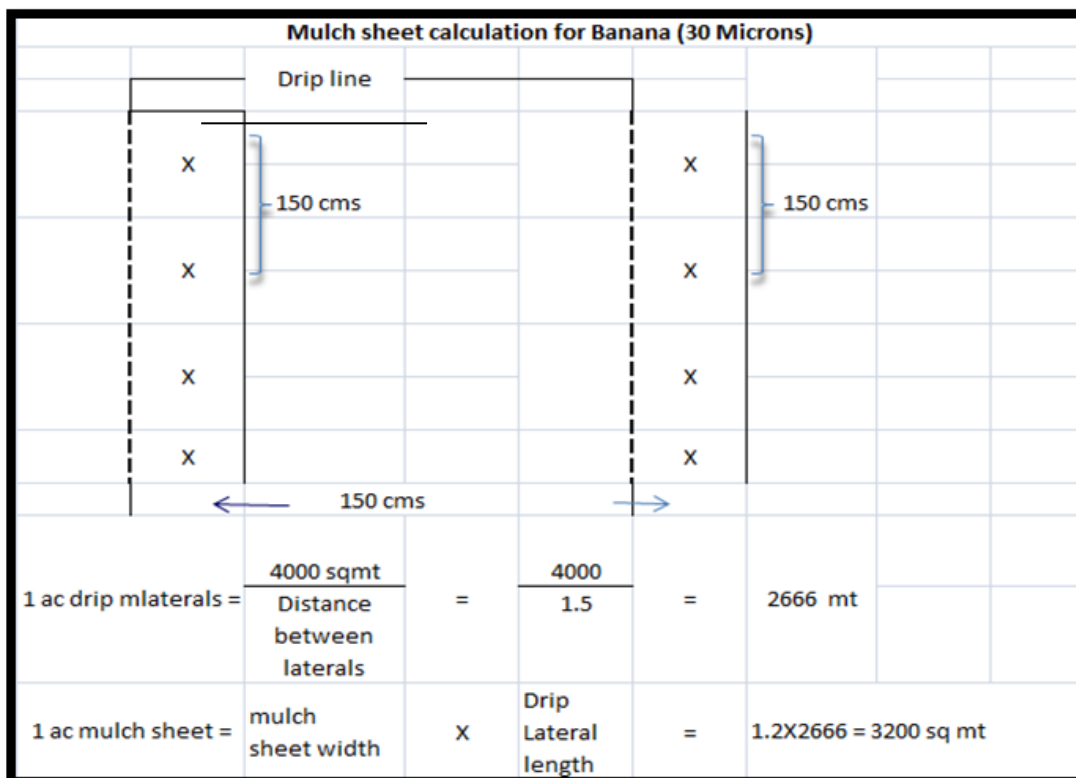 Mulch sheet calculation for Banana (30 Microns)
Drip line
X X
150 cms 150 cms
X X
X X
X X
150 cms
1 ac drip mlaterals = 4000 sqmt = 4000 = 2666 mt
Distance 1.5
between
laterals
1 ac mulch sheet = mulch X Drip = 1.2X2666 = 3200 sq mt
sheet width Lateral
length